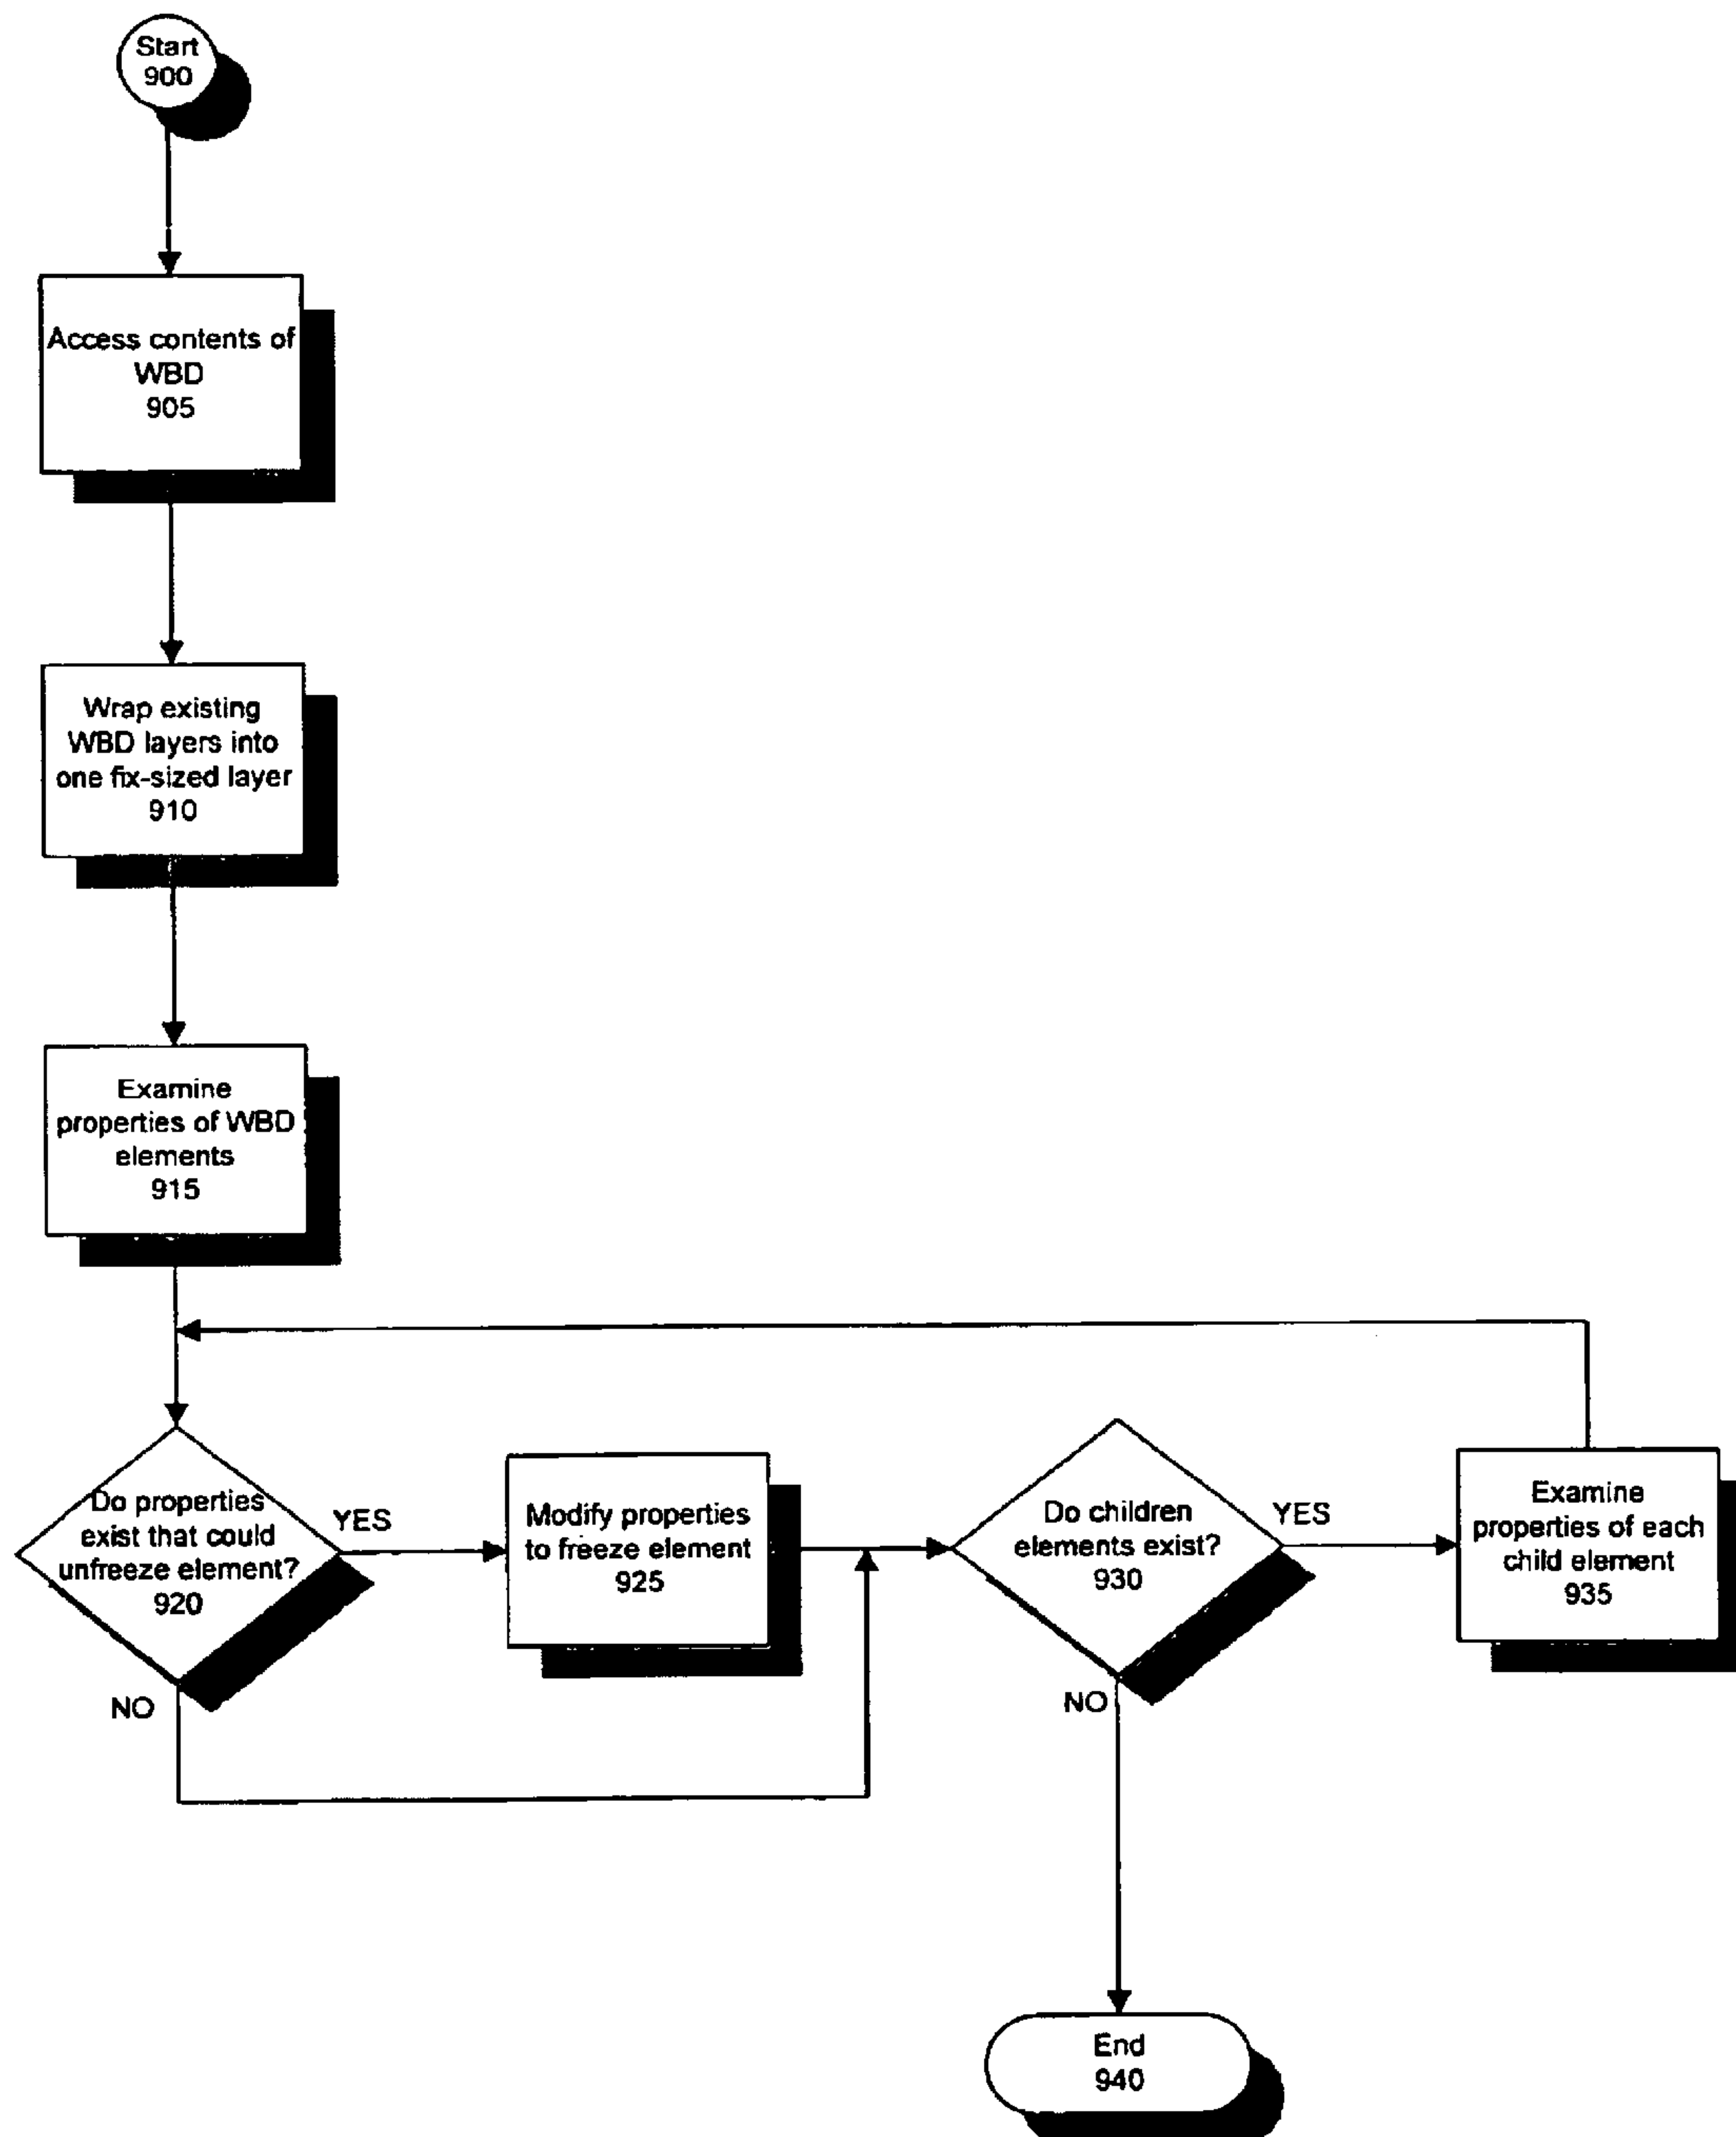 Start
900
Access contents of
WBD
905
Wrap existing
WBD layers into
one fix-sized layer
910
Examine
properties of WBD
elements
915
Do properties
exist that could
unfreeze element?
920
YES
NO
Modify properties
to freeze element
925
Do children
elements exist?
930
YES
NO
Examine
properties of each
child element
935
End
940